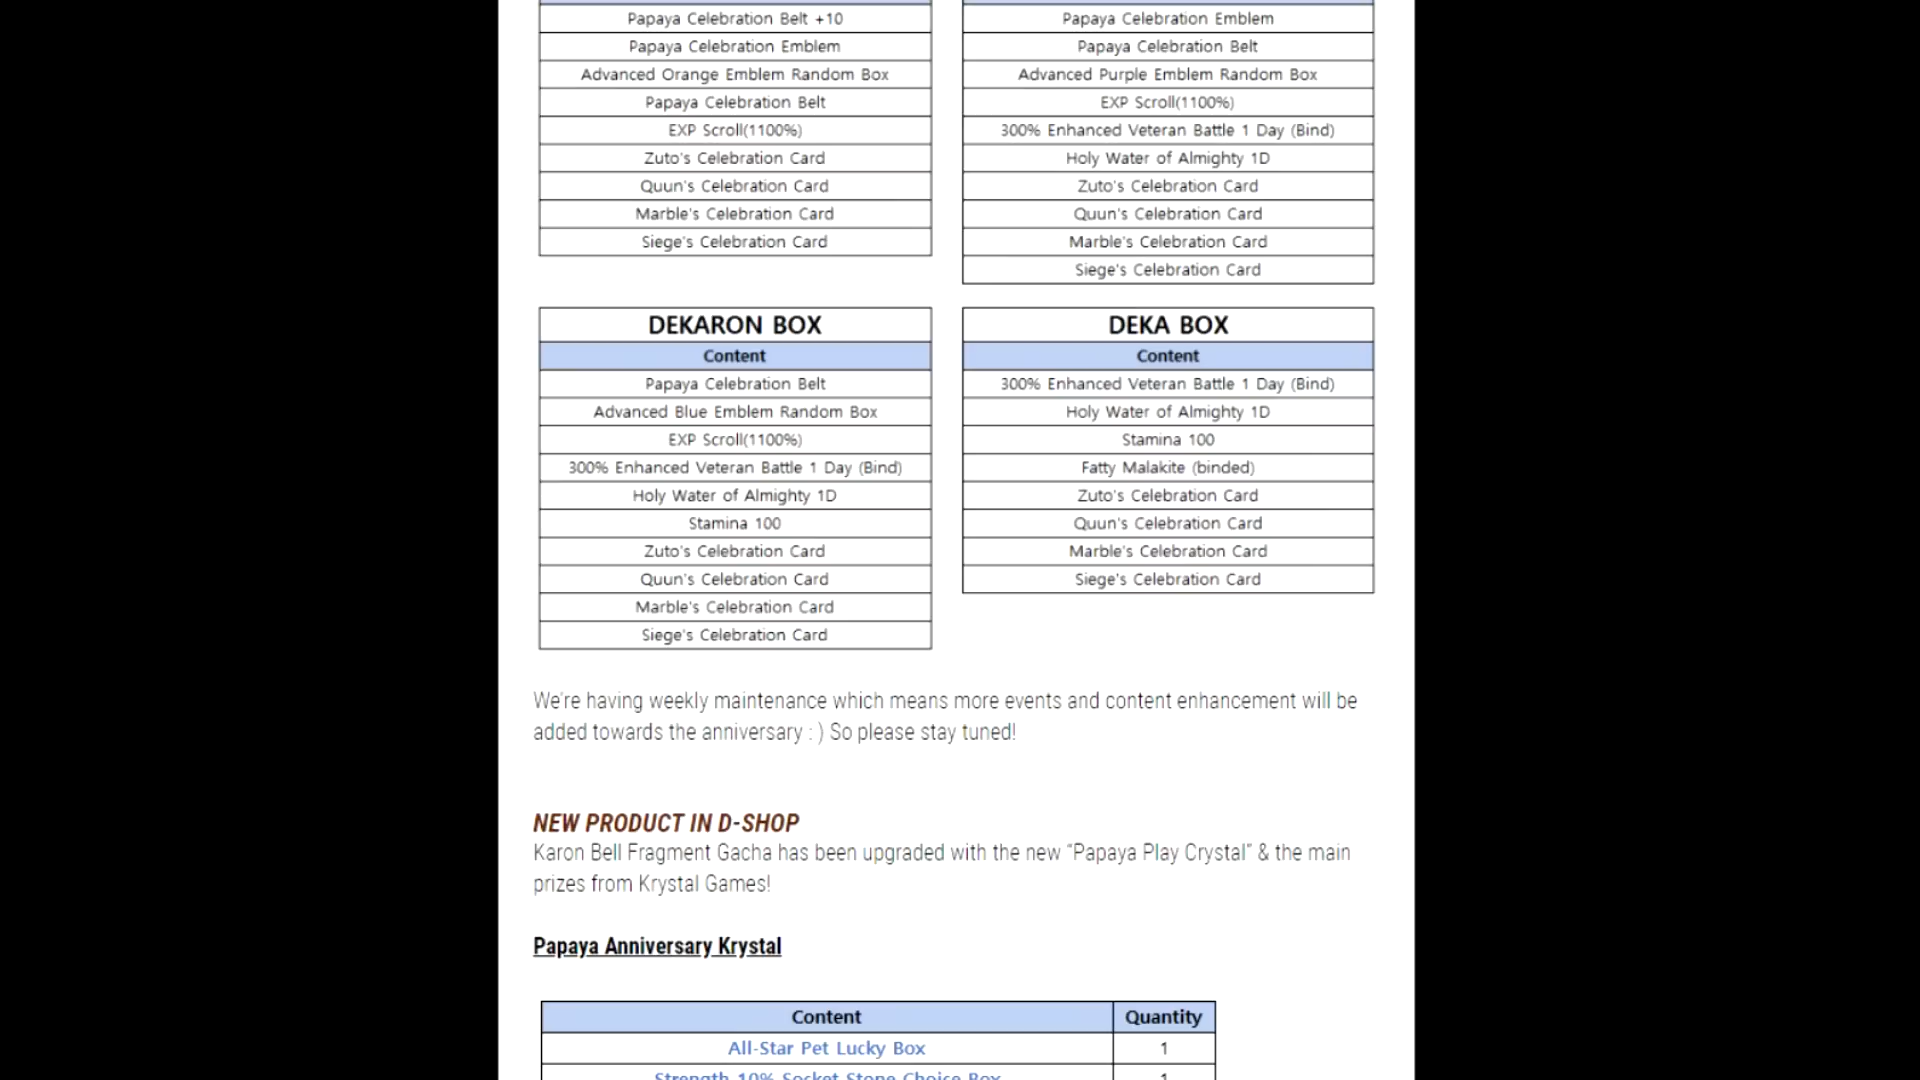 Papaya Celebration Belt +10
Papaya Celebration Emblem
Advanced Orange Emblem Random Box
Papaya Celebration Belt
EXP Scroll(1100%)
Zuto's Celebration Card
Quun's Celebration Card
Marble's Celebration Card
Siege's Celebration Card
Papaya Celebration Emblem
Papaya Celebration Belt
Advanced Purple Emblem Random Box
EXP Scroll(1100%)
300% Enhanced Veteran Battle 1 Day (Bind)
Holy Water of Almighty 1D
Zuto's Celebration Card
Quun's Celebration Card
Marble's Celebration Card
Siege's Celebration Card
DEKARON BOX
Content
Papaya Celebration Belt
Advanced Blue Emblem Random Box
EXP Scroll(1100%)
300% Enhanced Veteran Battle 1 Day (Bind)
Holy Water of Almighty 1D
Stamina 100
Zuto's Celebration Card
Quun's Celebration Card
Marble's Celebration Card
Siege's Celebration Card
DEKA BOX
Content
300% Enhanced Veteran Battle 1 Day (Bind)
Holy Water of Almighty 1D
Stamina 100
Fatty Malakite (binded)
Zuto's Celebration Card
Quun's Celebration Card
Marble's Celebration Card
Siege's Celebration Card
We're having weekly maintenance which means more events and content enhancement will be
added towards the anniversary : ) So please stay tuned!
NEW PRODUCT IN D-SHOP
Karon Bell Fragment Gacha has been upgraded with the new “Papaya Play Crystal” & the main
prizes from Krystal Games!
Papaya Anniversary Krystal
Content Quantity
All-Star Pet Lucky Box 1
Strength 10% Socket Stone Choice Box 1